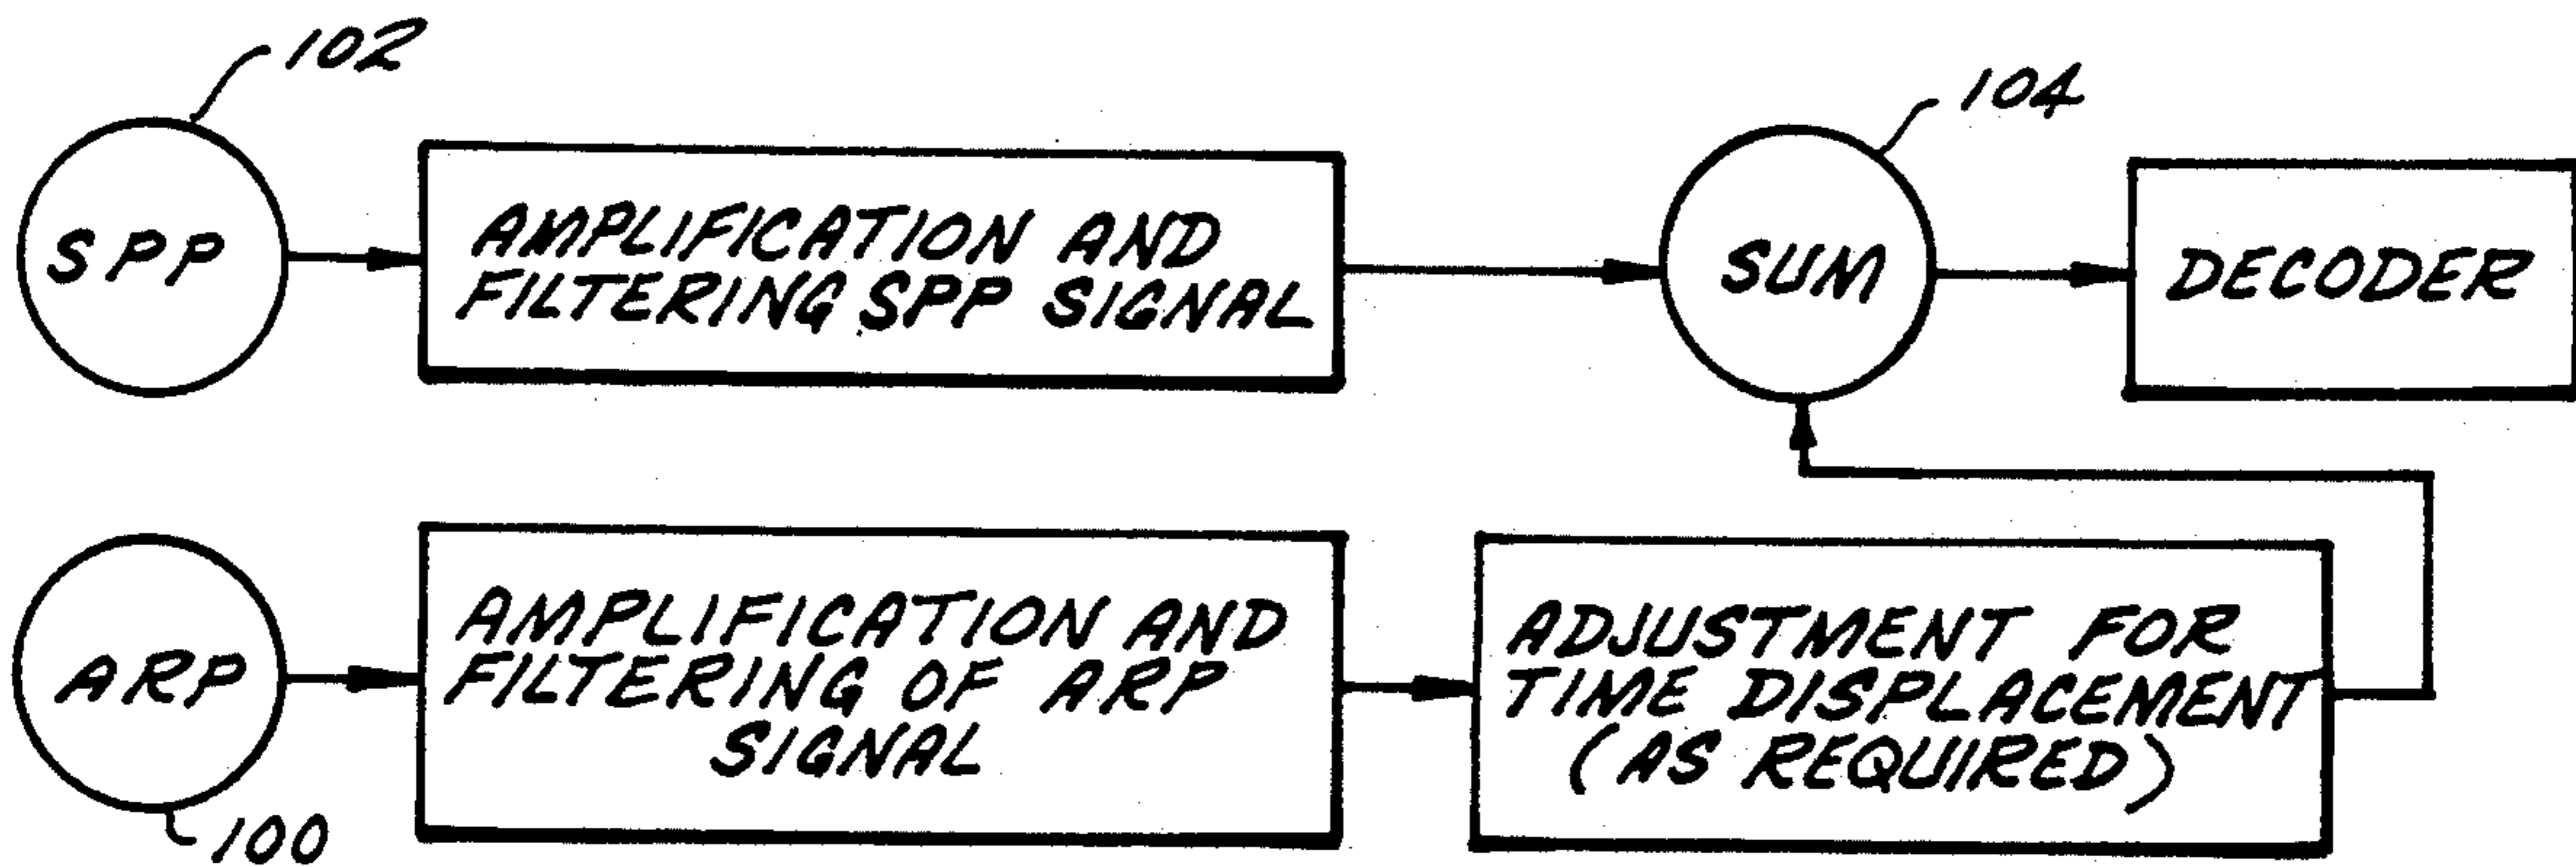 102
SPP
AMPLIFICATION AND
FILTERING SPP SIGNAL
104
SUM
DECODER
ARP
100
AMPLIFICATION AND
FILTERING OF ARP
SIGNAL
ADJUSTMENT FOR
TIME DISPLACEMENT
(AS REQUIRED)